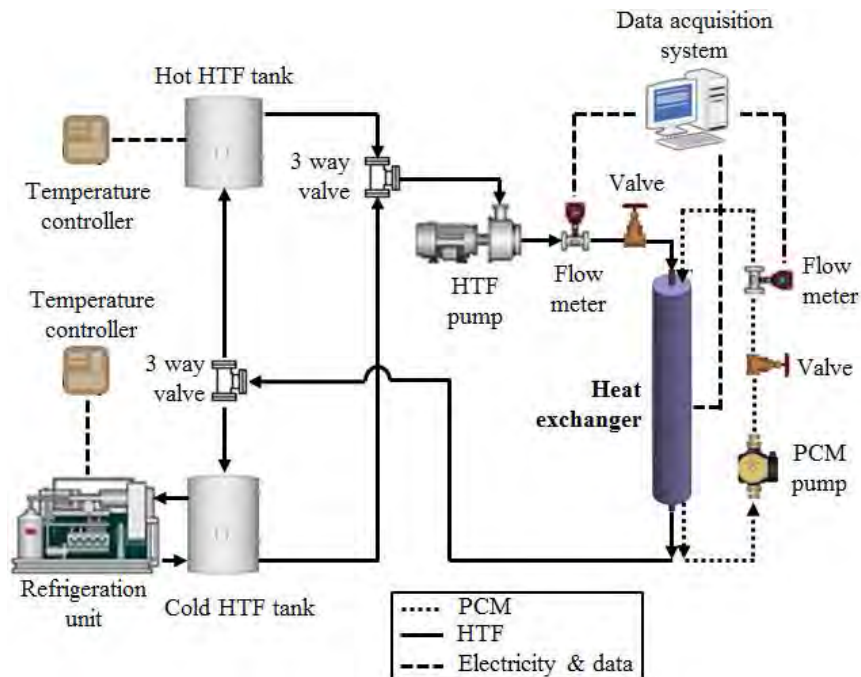 Data acquisition
system
Hot HTF tank
3 way
valve
Temperature
controller
Valve
Flow
meter
HTF
pump
Flow
meter
Temperature
controller
3 way
valve
Heat
exchanger
Valve
PCM
pump
Refrigeration
unit
Cold HTF tank
PCM
HTF
Electricity & data